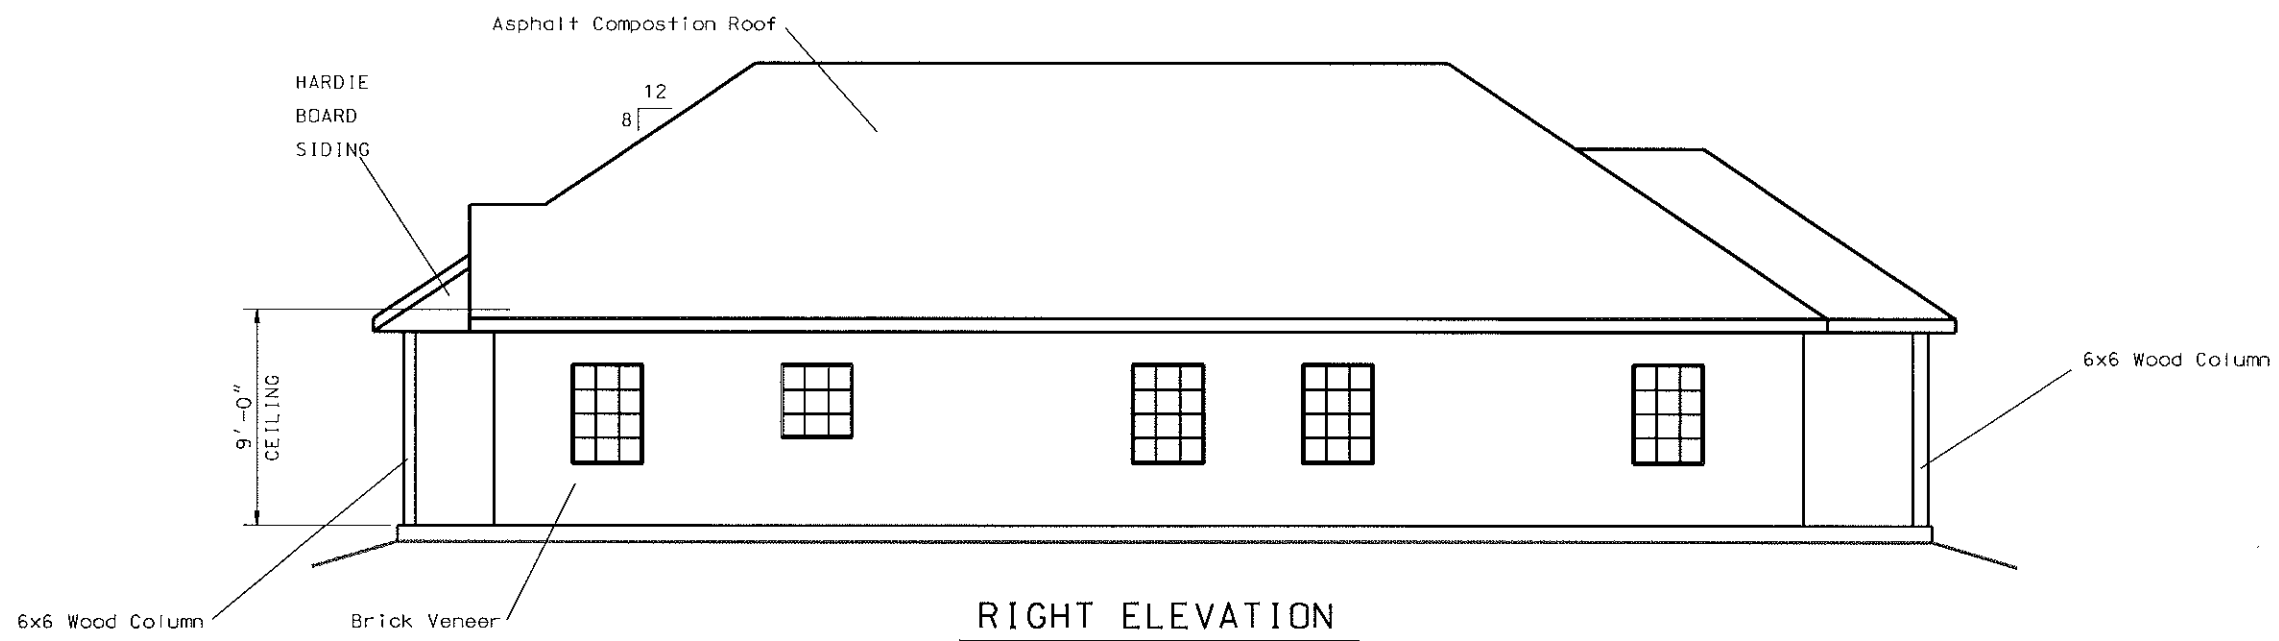 Asphalt Compostion Roof
HARDIE
BOARD
SIDING
12
8
9'-0"
CEILING
6x6 Wood Column
6x6 Wood Column
Brick Veneer
RIGHT ELEVATION